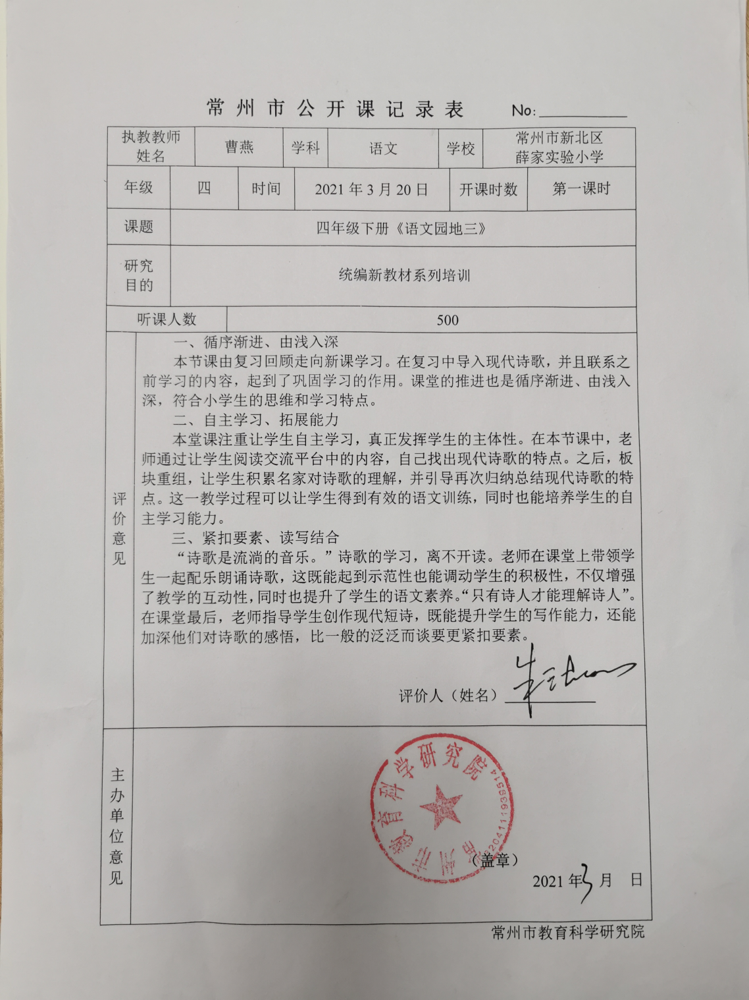 常州市公开课记录表 No:
执教教师姓名 曹燕 学科 语文 学校 常州市新北区薛家实验小学
年级 四 时间 2021年3月20日 开课时数 第一课时
课题 四年级下册《语文园地三》
研究目的 统编新教材系列培训
听课人数 500
评价意见
一、循序渐进、由浅入深
本节课由复习回顾走向新课学习。在复习中导入现代诗歌，并且联系之
前学习的内容，起到了巩固学习的作用。课堂的推进也是循序渐进、由浅入
深，符合小学生的思维和学习特点。
二、自主学习、拓展能力
本堂课注重让学生自主学习，真正发挥学生的主体性。在本节课中，老
师通过让学生阅读交流平台中的内容，自己找出现代诗歌的特点。之后，板
块重组，让学生积累名家对诗歌的理解，并引导再次归纳总结现代诗歌的特
点。这一教学过程可以让学生得到有效的语文训练，同时也能培养学生的自
主学习能力。
三、紧扣要素、读写结合
“诗歌是流淌的音乐。”诗歌的学习，离不开读。老师在课堂上带领学
生一起配乐朗诵诗歌，这既能起到示范性也能调动学生的积极性，不仅增强
了教学的互动性，同时也提升了学生的语文素养。“只有诗人才能理解诗人”。
在课堂最后，老师指导学生创作现代短诗，既能提升学生的写作能力，还能
加深他们对诗歌的感悟，比一般的泛泛而谈要更紧扣要素。
评价人（姓名）
主办单位意见
常州市教育科学研究院
（盖章）
2021年3月 日
常州市教育科学研究院